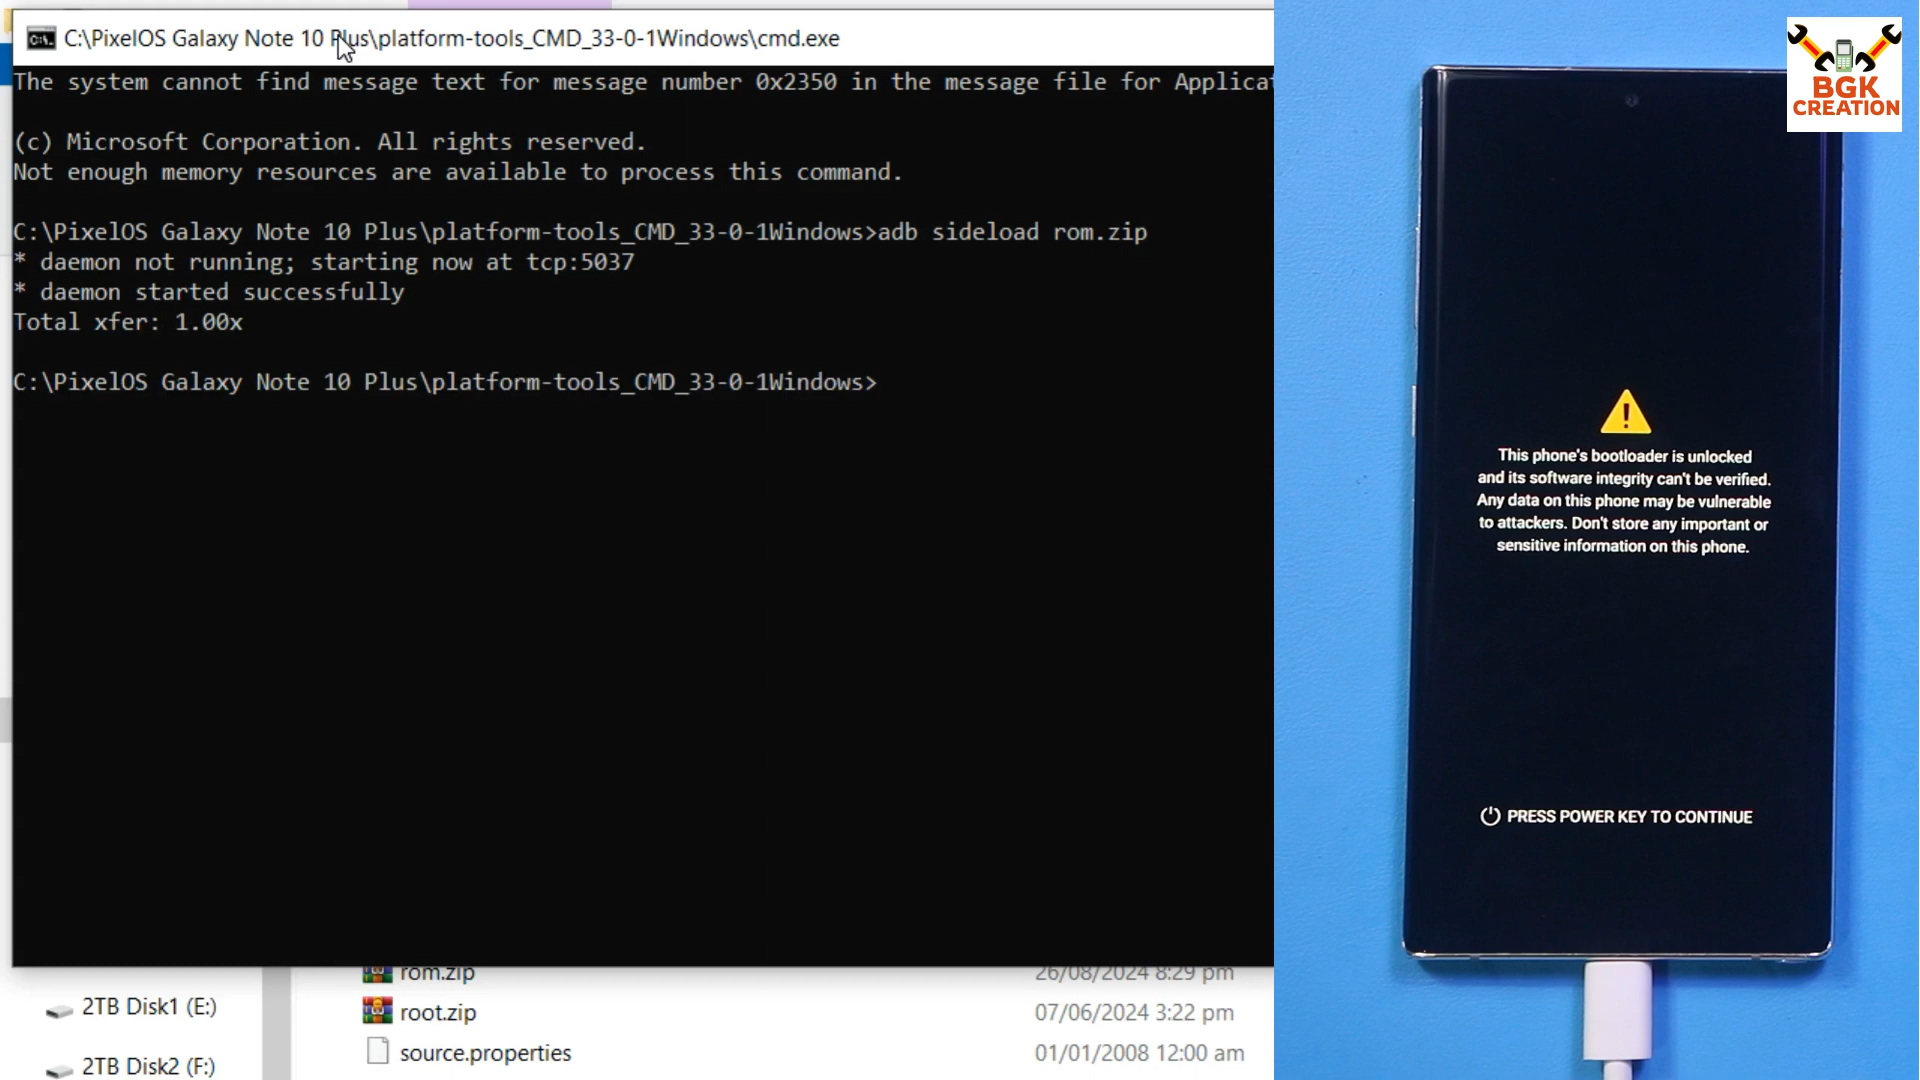 C:\PixelOS Galaxy Note 10 Plus\platform-tools_CMD_33-0-1Windows\cmd.exe
The system cannot find message text for message number 0x2350 in the message file for Applicat
(c) Microsoft Corporation. All rights reserved.
Not enough memory resources are available to process this command.
C:\PixelOS Galaxy Note 10 Plus\platform-tools_CMD_33-0-1Windows>adb sideload rom.zip
* daemon not running; starting now at tcp:5037
* daemon started successfully
Total xfer: 1.00x
C:\PixelOS Galaxy Note 10 Plus\platform-tools_CMD_33-0-1Windows>
rom.zip 26/08/2024 8:29 pm
root.zip 07/06/2024 3:22 pm
source.properties 01/01/2008 12:00 am
2TB Disk1 (E:)
2TB Disk2 (F:)
BGK
CREATION
This phone's bootloader is unlocked
and its software integrity can't be verified.
Any data on this phone may be vulnerable
to attackers. Don't store any important or
sensitive information on this phone.
PRESS POWER KEY TO CONTINUE